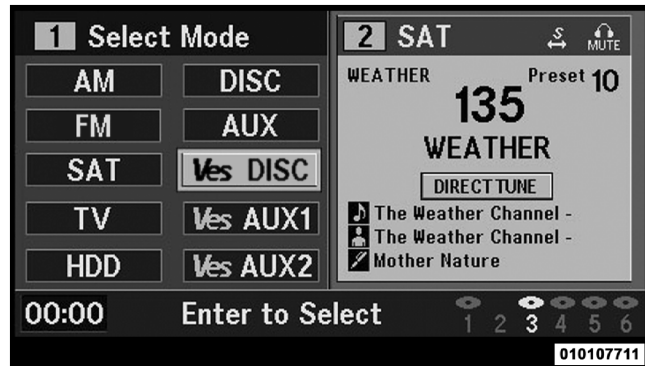 1 Select Mode
AM DISC
FM AUX
SAT Ves DISC
TV Ves AUX1
HDD Ves AUX2
2 SAT S MUTE
WEATHER Preset 10
135
WEATHER
DIRECT TUNE
The Weather Channel -
The Weather Channel -
Mother Nature
00:00 Enter to Select 1 2 3 4 5 6
010107711